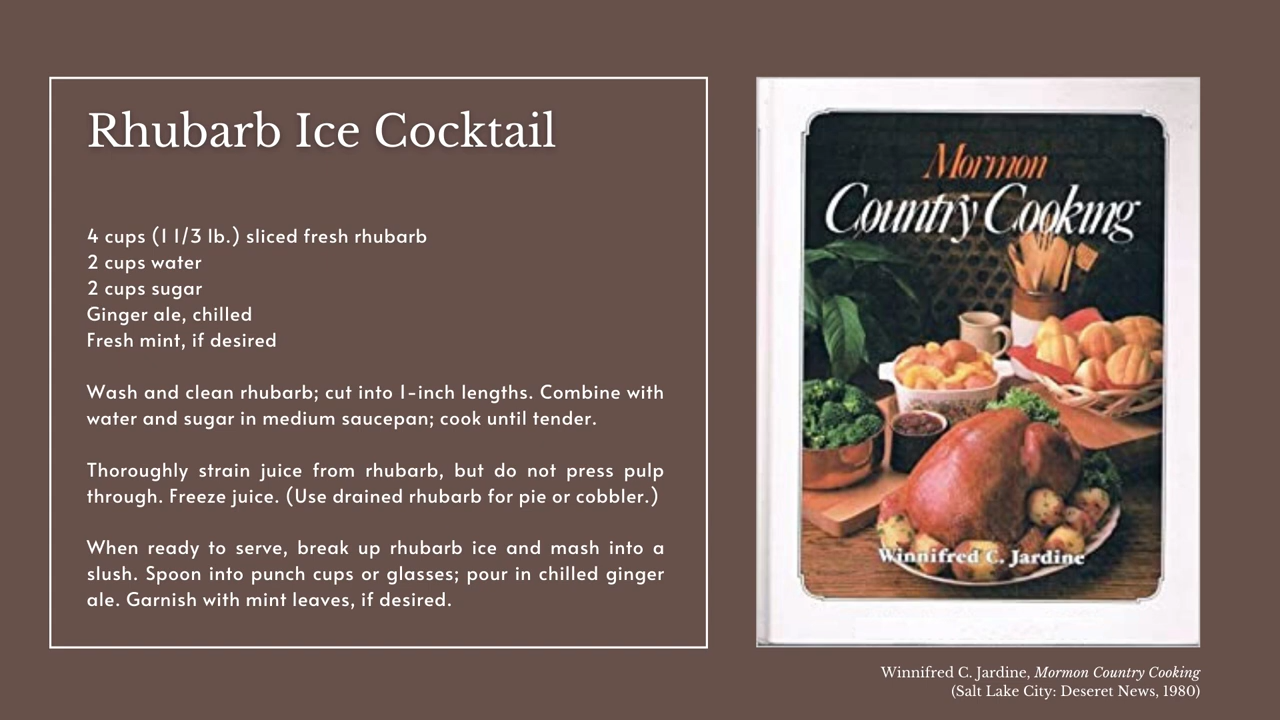 Rhubarb Ice Cocktail
4 cups (1 1/3 lb.) sliced fresh rhubarb
2 cups water
2 cups sugar
Ginger ale, chilled
Fresh mint, if desired
Wash and clean rhubarb; cut into 1-inch lengths. Combine with
water and sugar in medium saucepan; cook until tender.
Thoroughly strain juice from rhubarb, but do not press pulp
through. Freeze juice. (Use drained rhubarb for pie or cobbler.)
When ready to serve, break up rhubarb ice and mash into a
slush. Spoon into punch cups or glasses; pour in chilled ginger
ale. Garnish with mint leaves, if desired.
Mormon
Country Cooking
Winnifred C. Jardine
Winnifred C. Jardine, Mormon Country Cooking
(Salt Lake City: Deseret News, 1980)